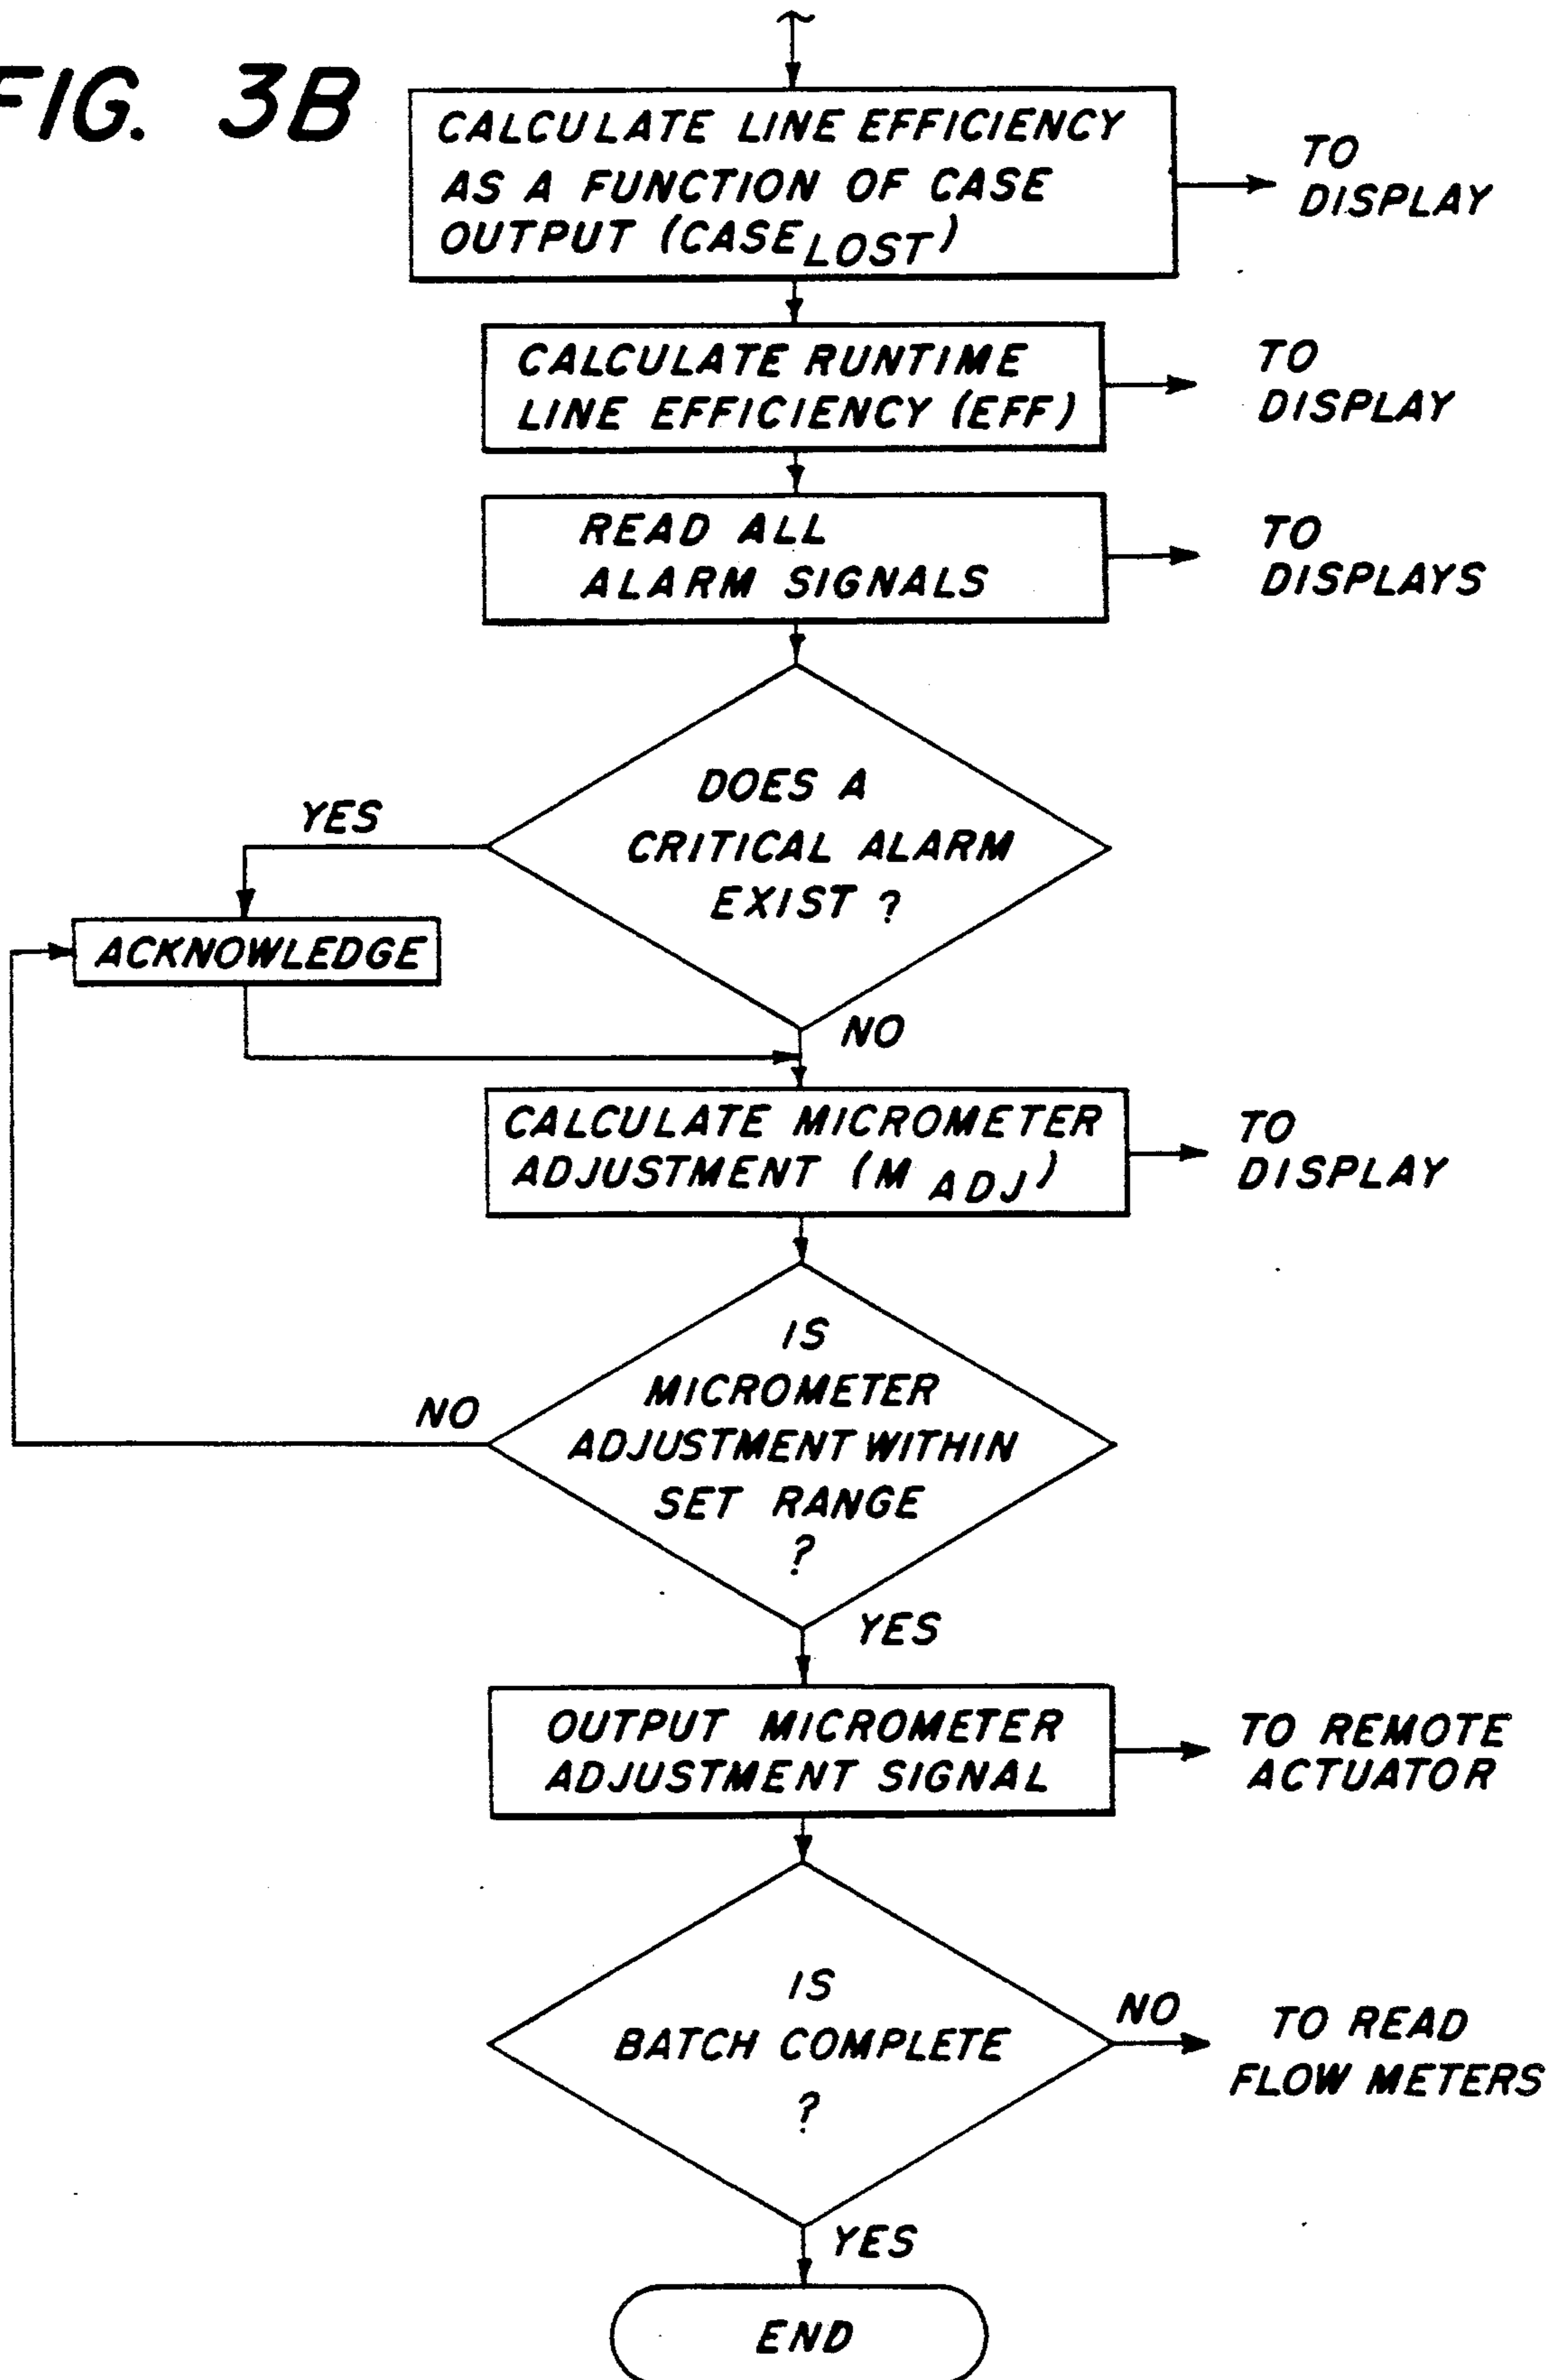 FIG. 3B
CALCULATE LINE EFFICIENCY
AS A FUNCTION OF CASE
OUTPUT (CASE LOST)
TO
DISPLAY
CALCULATE RUNTIME
LINE EFFICIENCY (EFF)
TO
DISPLAY
READ ALL
ALARM SIGNALS
TO
DISPLAYS
DOES A
CRITICAL ALARM
EXIST ?
YES
ACKNOWLEDGE
NO
CALCULATE MICROMETER
ADJUSTMENT (M ADJ)
TO
DISPLAY
IS
MICROMETER
ADJUSTMENT WITHIN
SET RANGE
?
NO
YES
OUTPUT MICROMETER
ADJUSTMENT SIGNAL
TO REMOTE
ACTUATOR
IS
BATCH COMPLETE
?
NO
TO READ
FLOW METERS
YES
END